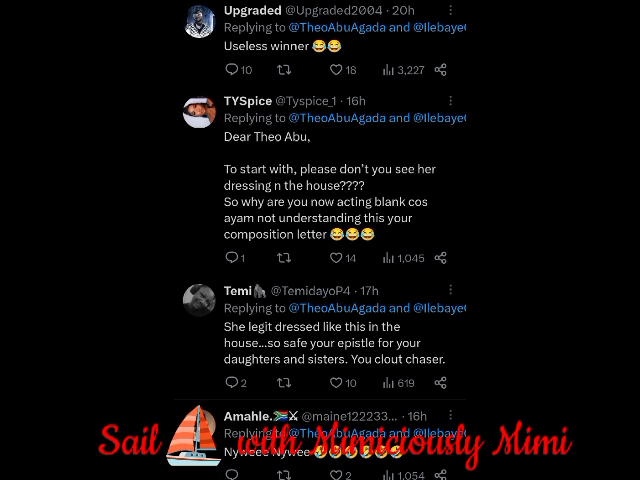 Upgraded @Upgraded2004 · 20h
Replying to @TheoAbuAgada and @Ilebaye
Useless winner 😂😂
10 18 3,227
TYSpice @Tyspice_1 · 16h
Replying to @TheoAbuAgada and @Ilebaye
Dear Theo Abu,
To start with, please don't you see her
dressing n the house????
So why are you now acting blank cos
ayam not understanding this your
composition letter 😂😂😂
1 14 1,045
Temi🦍 @TemidayoP4 · 17h
Replying to @TheoAbuAgada and @Ilebaye
She legit dressed like this in the
house...so safe your epistle for your
daughters and sisters. You clout chaser.
2 10 619
Amahle.🇿🇦⚔ @maine122233... · 16h
Replying to @TheoAbuAgada and @Ilebaye
Sail with Mimiciously Mimi
Nyweee Nywee
2 1,054